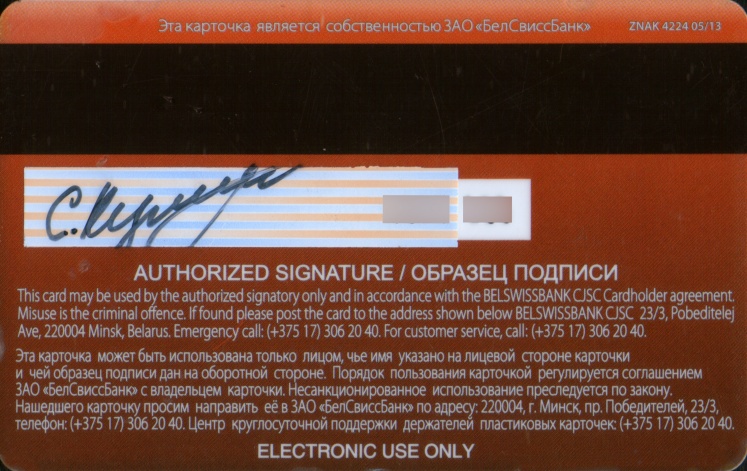 Эта карточка является собственностью ЗАО «БелСвиссБанк»
ZNAK 4224 05/13
AUTHORIZED SIGNATURE / ОБРАЗЕЦ ПОДПИСИ
This card may be used by the authorized signatory only and in accordance with the BELSWISSBANK CJSC Cardholder agreement.
Misuse is the criminal offence. If found please post the card to the address shown below BELSWISSBANK CJSC 23/3, Pobeditelej
Ave, 220004 Minsk, Belarus. Emergency call: (+375 17) 306 20 40. For customer service, call: (+375 17) 306 20 40.
Эта карточка может быть использована только лицом, чье имя указано на лицевой стороне карточки
и чей образец подписи дан на оборотной стороне. Порядок пользования карточкой регулируется соглашением
ЗАО «БелСвиссБанк» с владельцем карточки. Несанкционированное использование преследуется по закону.
Нашедшего карточку просим направить её в ЗАО «БелСвиссБанк» по адресу: 220004, г. Минск, пр. Победителей, 23/3,
телефон: (+375 17) 306 20 40. Центр круглосуточной поддержки держателей пластиковых карточек: (+375 17) 306 20 40.
ELECTRONIC USE ONLY